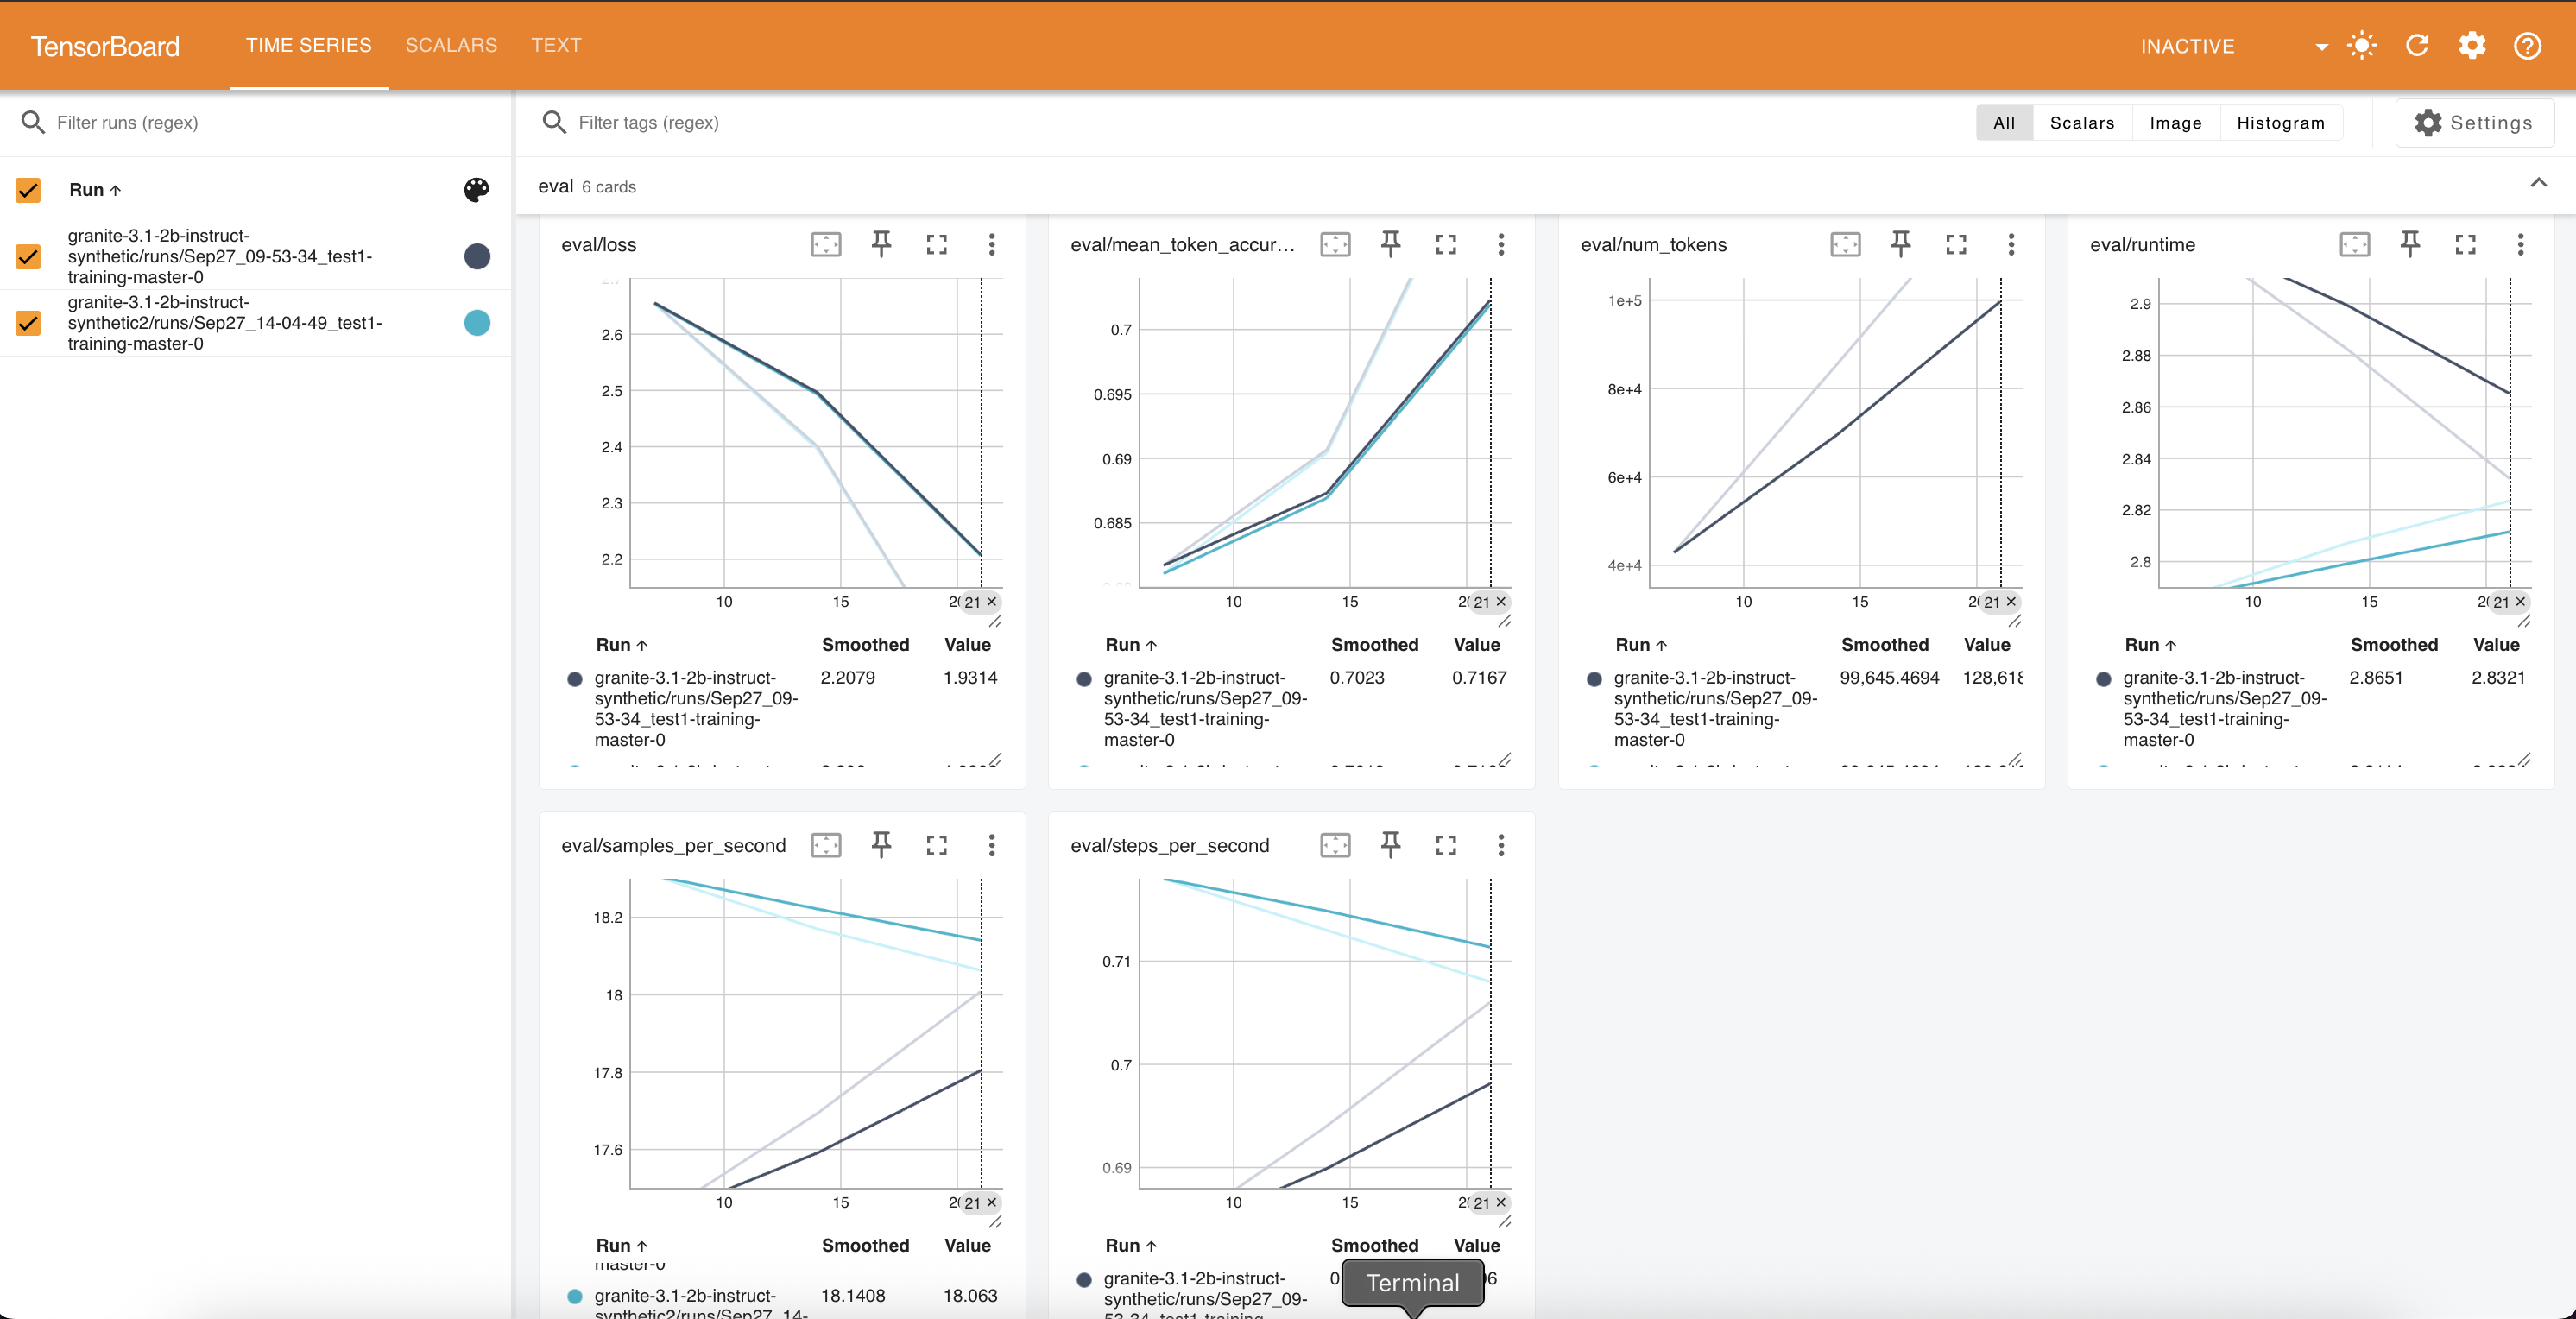 TensorBoard TIME SERIES SCALARS TEXT INACTIVE
Filter runs (regex)
Filter tags (regex) All Scalars Image Histogram Settings
Run
eval 6 cards
granite-3.1-2b-instruct-
synthetic/runs/Sep27_09-53-34_test1-
training-master-0
granite-3.1-2b-instruct-
synthetic2/runs/Sep27_14-04-49_test1-
training-master-0
eval/loss
2.7
2.6
2.5
2.4
2.3
2.2
10 15 21
Run Smoothed Value
granite-3.1-2b-instruct- 2.2079 1.9314
synthetic/runs/Sep27_09-
53-34_test1-training-
master-0
eval/mean_token_accur...
0.7
0.695
0.69
0.685
10 15 21
Run Smoothed Value
granite-3.1-2b-instruct- 0.7023 0.7167
synthetic/runs/Sep27_09-
53-34_test1-training-
master-0
eval/num_tokens
1e+5
8e+4
6e+4
4e+4
10 15 21
Run Smoothed Value
granite-3.1-2b-instruct- 99,645.4694 128,618
synthetic/runs/Sep27_09-
53-34_test1-training-
master-0
eval/runtime
2.9
2.88
2.86
2.84
2.82
2.8
10 15 21
Run Smoothed Value
granite-3.1-2b-instruct- 2.8651 2.8321
synthetic/runs/Sep27_09-
53-34_test1-training-
master-0
eval/samples_per_second
18.2
18
17.8
17.6
10 15 21
Run Smoothed Value
master-0
granite-3.1-2b-instruct- 18.1408 18.063
synthetic2/runs/Sep27_14-
eval/steps_per_second
0.71
0.7
0.69
10 15 21
Run Smoothed Value
granite-3.1-2b-instruct-
synthetic/runs/Sep27_09-
53-34_test1-training-
Terminal